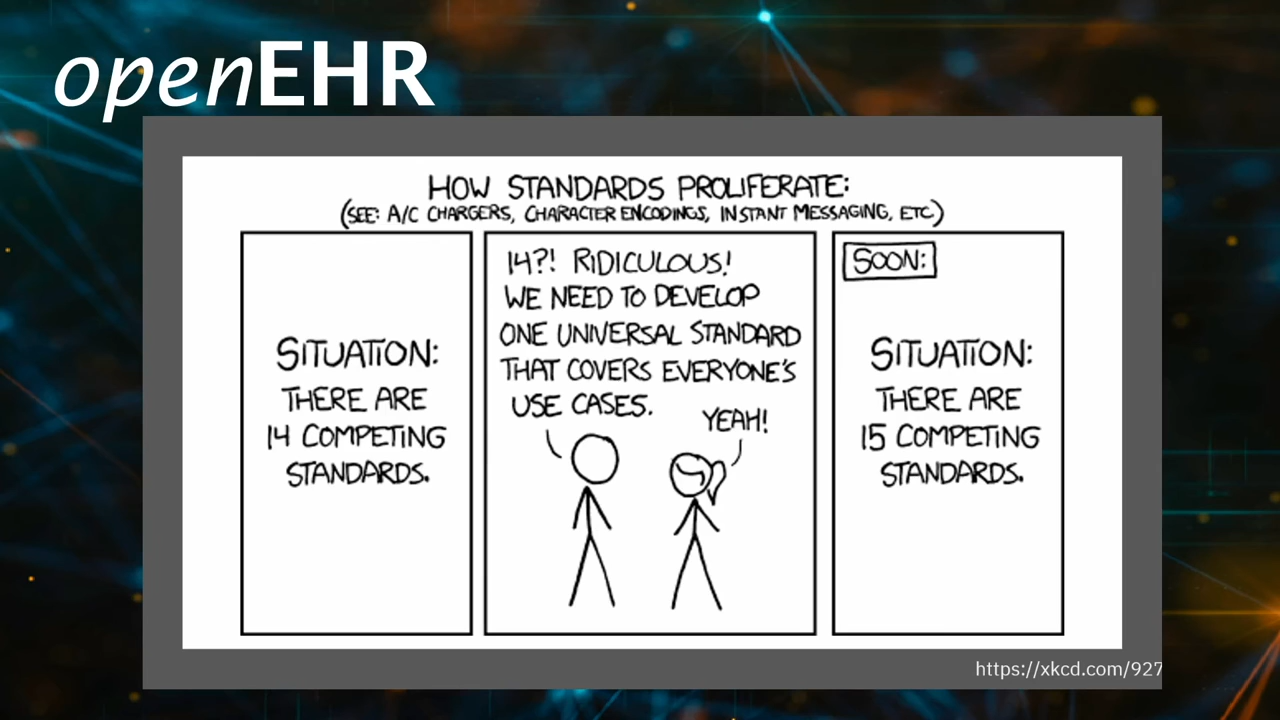 openEHR
HOW STANDARDS PROLIFERATE:
(SEE: A/C CHARGERS, CHARACTER ENCODINGS, INSTANT MESSAGING, ETC.)
SITUATION:
THERE ARE
14 COMPETING
STANDARDS.
14?! RIDICULOUS!
WE NEED TO DEVELOP
ONE UNIVERSAL STANDARD
THAT COVERS EVERYONE'S
USE CASES.
YEAH!
SOON:
SITUATION:
THERE ARE
15 COMPETING
STANDARDS.
https://xkcd.com/927